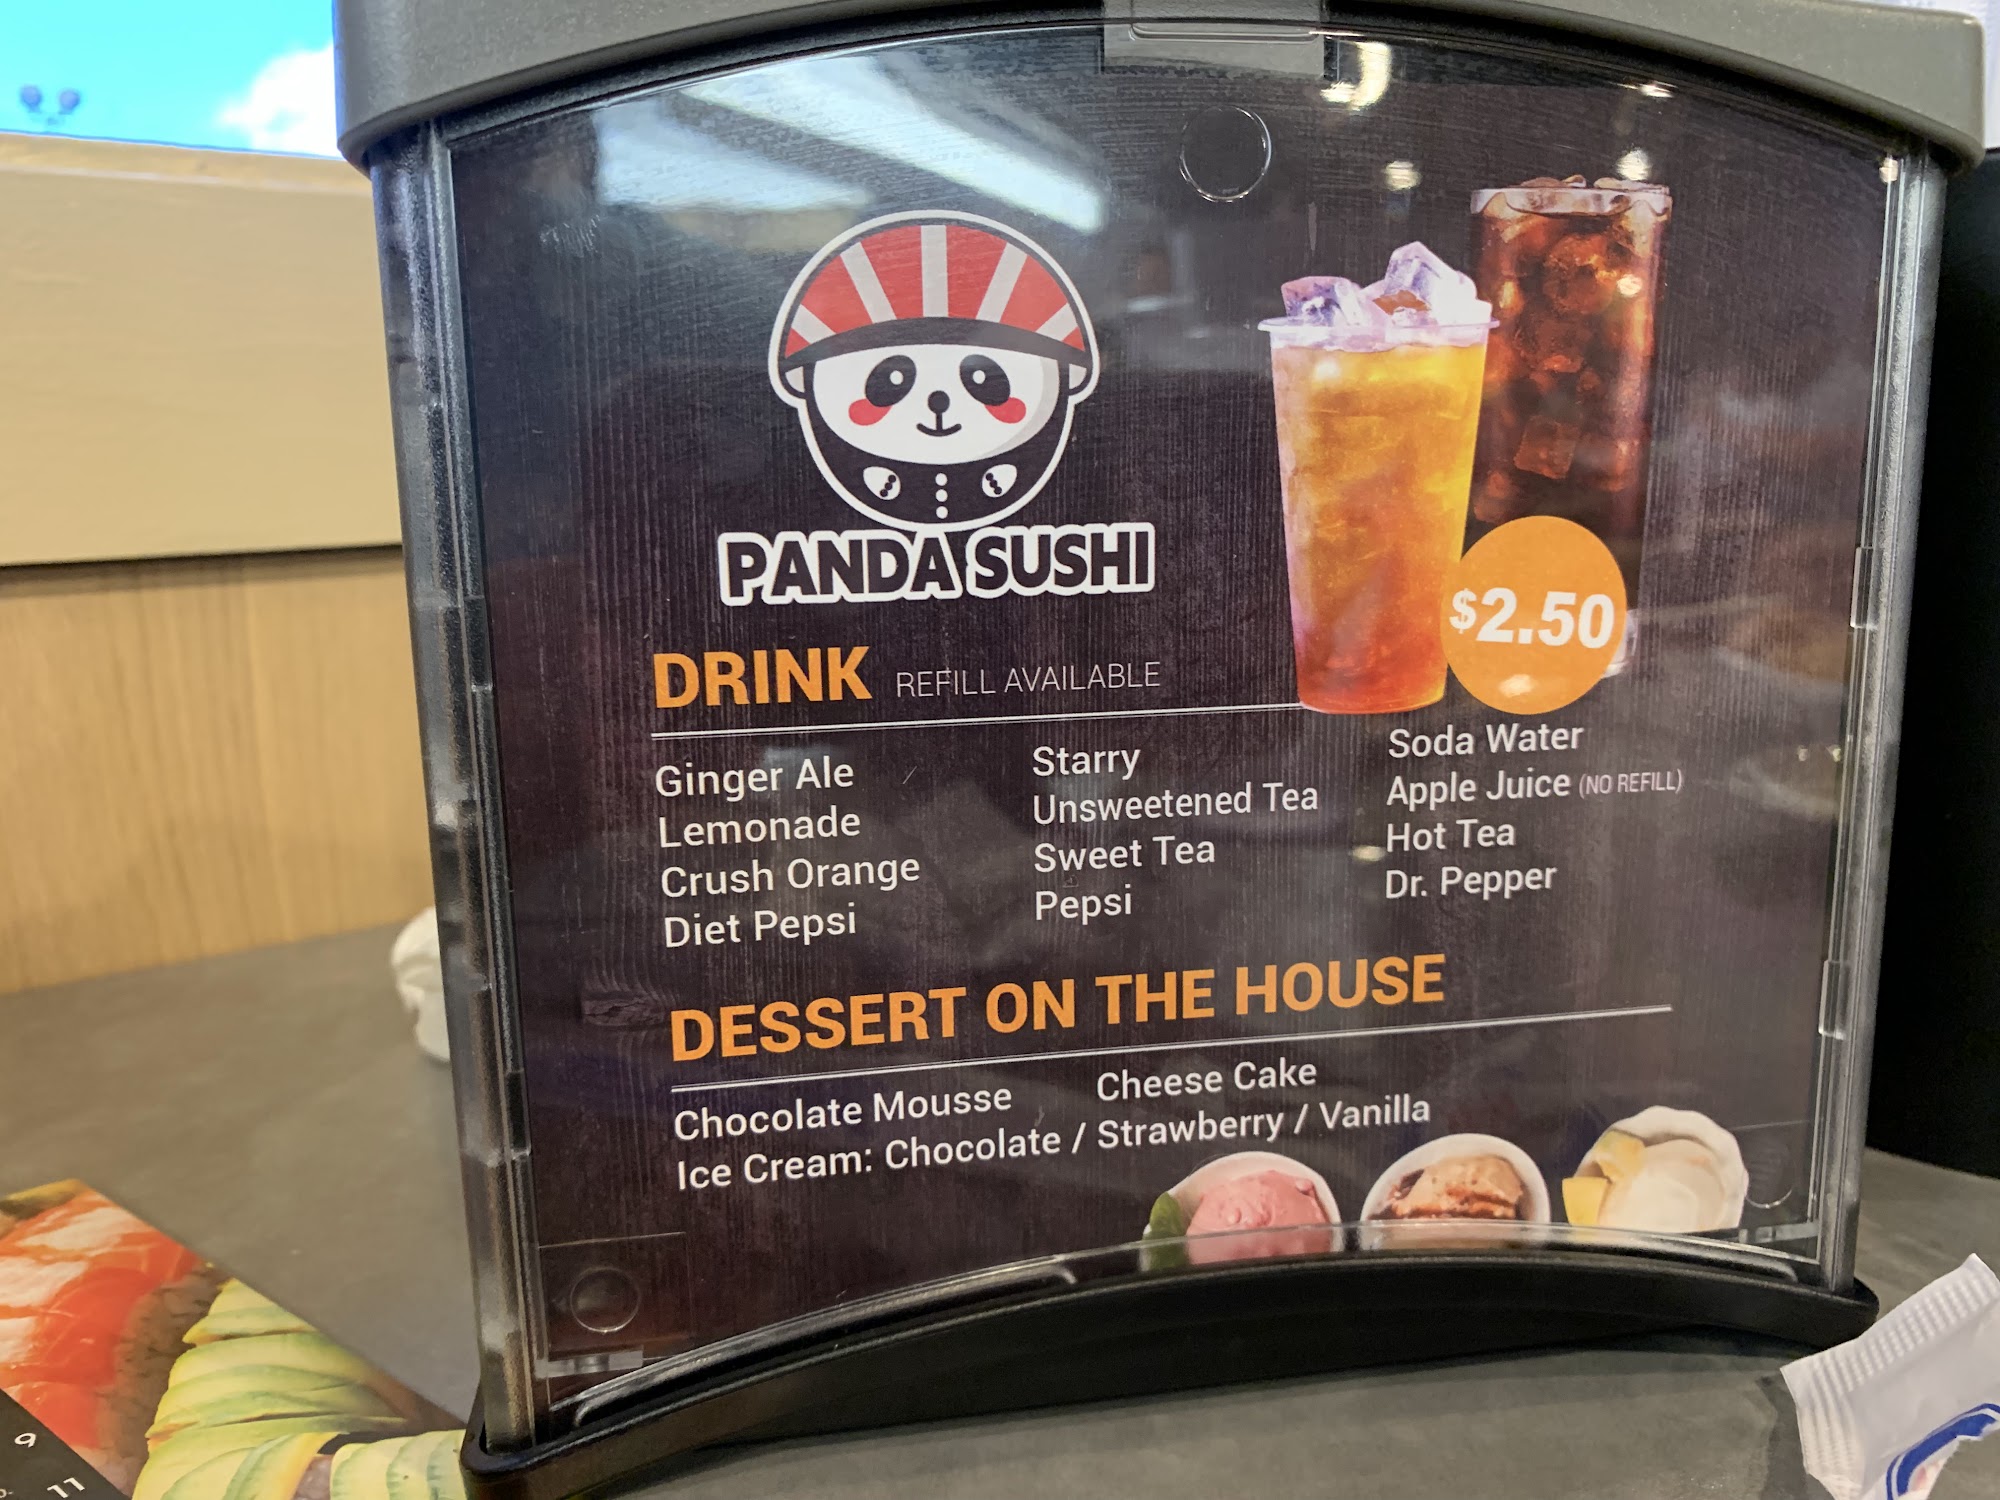 PANDA SUSHI
$2.50
DRINK REFILL AVAILABLE
Ginger Ale
Lemonade
Crush Orange
Diet Pepsi
Starry
Unsweetened Tea
Sweet Tea
Pepsi
Soda Water
Apple Juice (NO REFILL)
Hot Tea
Dr. Pepper
DESSERT ON THE HOUSE
Chocolate Mousse Cheese Cake
Ice Cream: Chocolate / Strawberry / Vanilla
9
11